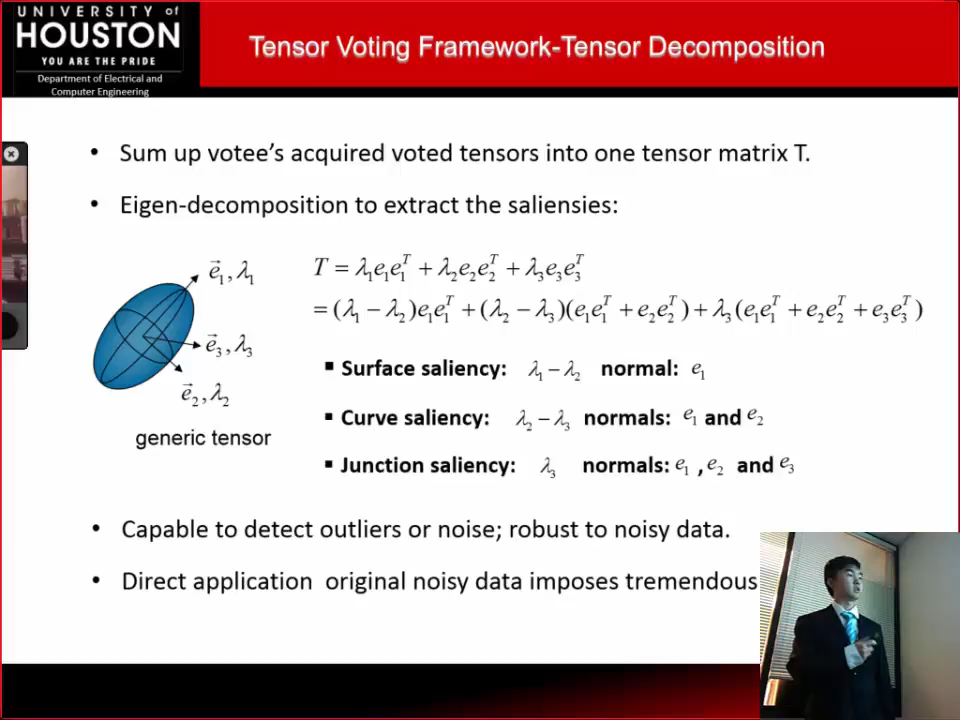 UNIVERSITY of
HOUSTON
YOU ARE THE PRIDE
Department of Electrical and
Computer Engineering
Tensor Voting Framework-Tensor Decomposition
• Sum up votee's acquired voted tensors into one tensor matrix T.
• Eigen-decomposition to extract the saliensies:
e⃗₁, λ₁
e⃗₃, λ₃
e⃗₂, λ₂
generic tensor
T = λ₁e₁e₁ᵀ + λ₂e₂e₂ᵀ + λ₃e₃e₃ᵀ
= (λ₁ − λ₂)e₁e₁ᵀ + (λ₂ − λ₃)(e₁e₁ᵀ + e₂e₂ᵀ) + λ₃(e₁e₁ᵀ + e₂e₂ᵀ + e₃e₃ᵀ)
▪ Surface saliency: λ₁ − λ₂ normal: e₁
▪ Curve saliency: λ₂ − λ₃ normals: e₁ and e₂
▪ Junction saliency: λ₃ normals: e₁ , e₂ and e₃
• Capable to detect outliers or noise; robust to noisy data.
• Direct application original noisy data imposes tremendous